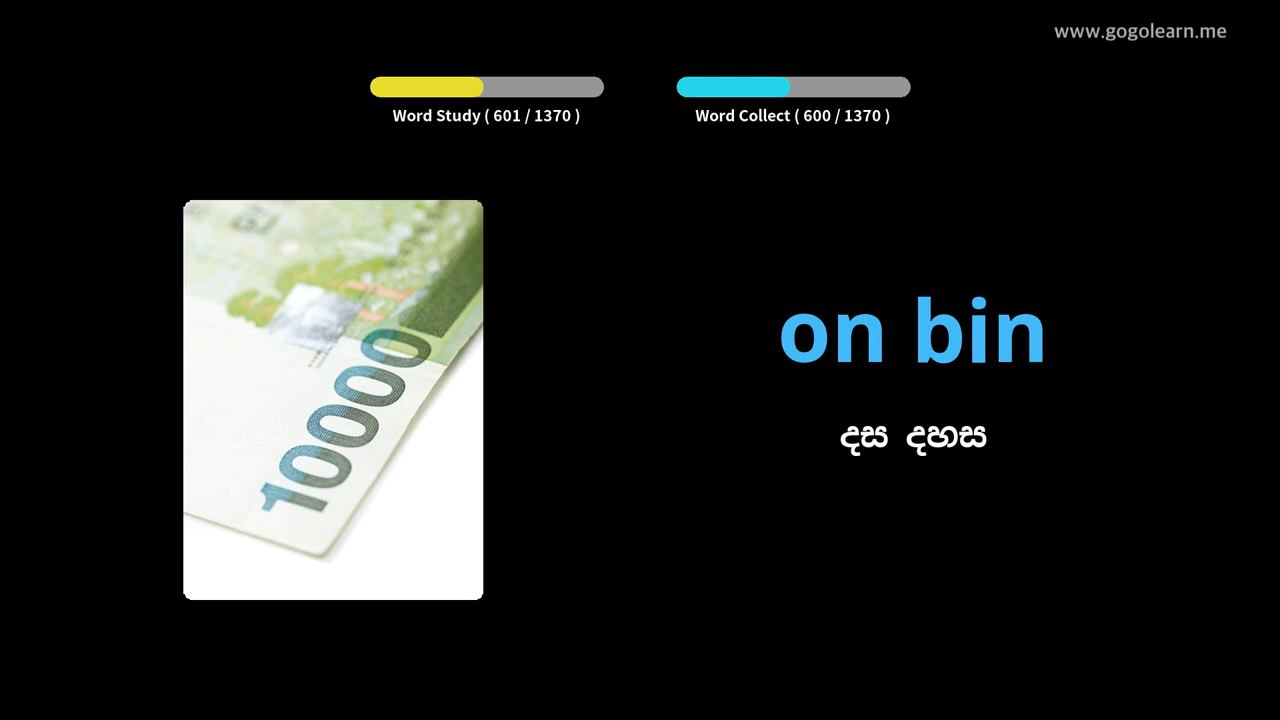 www.gogolearn.me
Word Study ( 601 / 1370 )
Word Collect ( 600 / 1370 )
10000
on bin
දස දහස